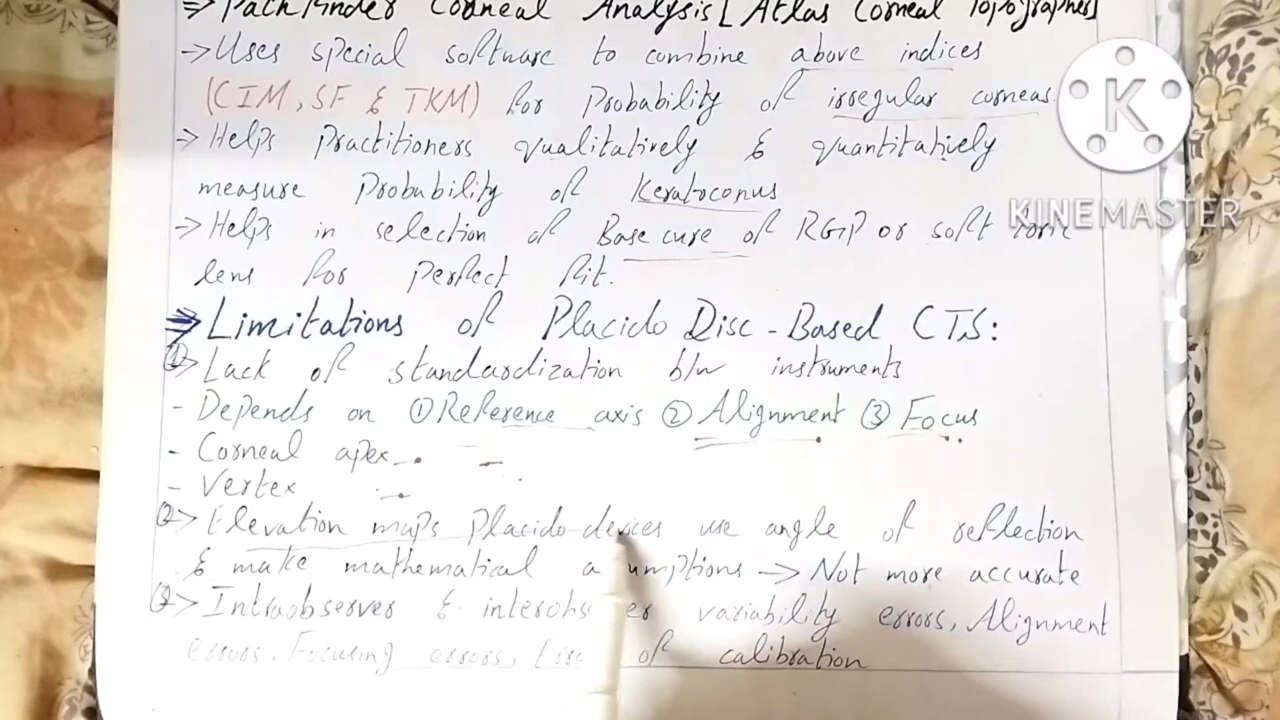 ⇒ Pathfinder Corneal Analysis [Atlas Corneal Topographers]
→ Uses special software to combine above indices
(CIM, SF & TKM) for Probability of irregular corneas.
→ Helps practitioners qualitatively & quantitatively
measure Probability of Keratoconus
→ Helps in selection of Base cure of RGP or soft toric
lens for perfect fit.
⇒ Limitations of Placido Disc-Based CTS:
①> Lack of standardization b/w instruments
- Depends on ① Reference axis ② Alignment ③ Focus
- Corneal apex
- Vertex
②> Elevation maps Placido devices use angle of reflection
& make mathematical a umptions → Not more accurate
③> Intraobserver & interobs er variability errors, Alignment
errors, Focusing errors, of calibration
K
KINEMASTER